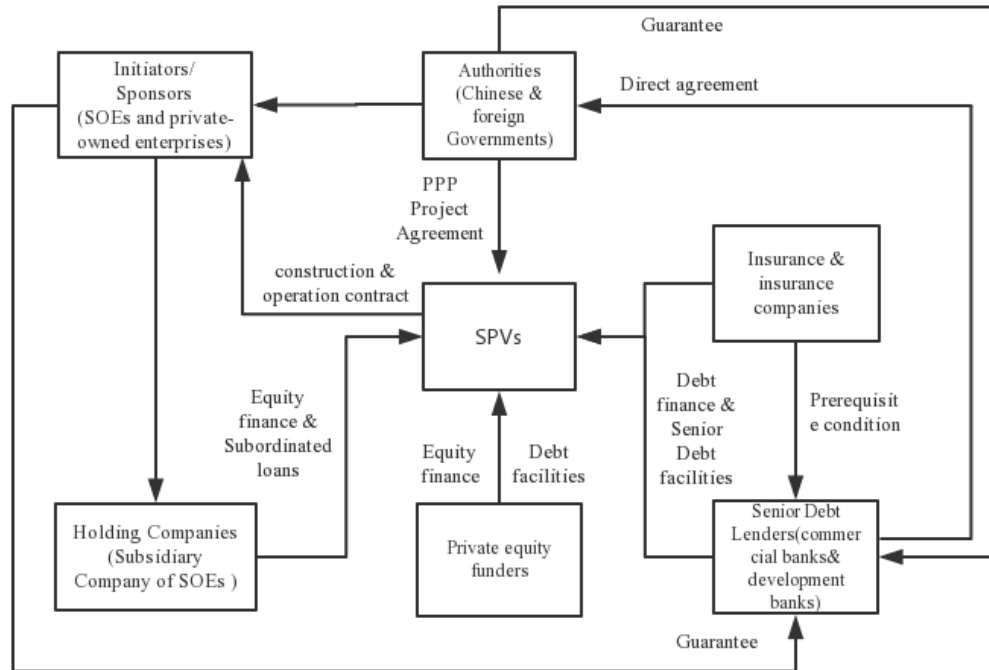 Guarantee
Initiators/
Sponsors
(SOEs and private-
owned enterprises)
Authorities
(Chinese &
foreign
Governments)
Direct agreement
PPP
Project
Agreement
Insurance &
insurance
companies
construction &
operation contract
SPVs
Equity
finance &
Subordinated
loans
Debt
finance &
Senior
Debt
facilities
Prerequisit
e condition
Equity
finance
Debt
facilities
Holding Companies
(Subsidiary
Company of SOEs )
Private equity
funders
Senior Debt
Lenders(commer
cial banks&
development
banks)
Guarantee